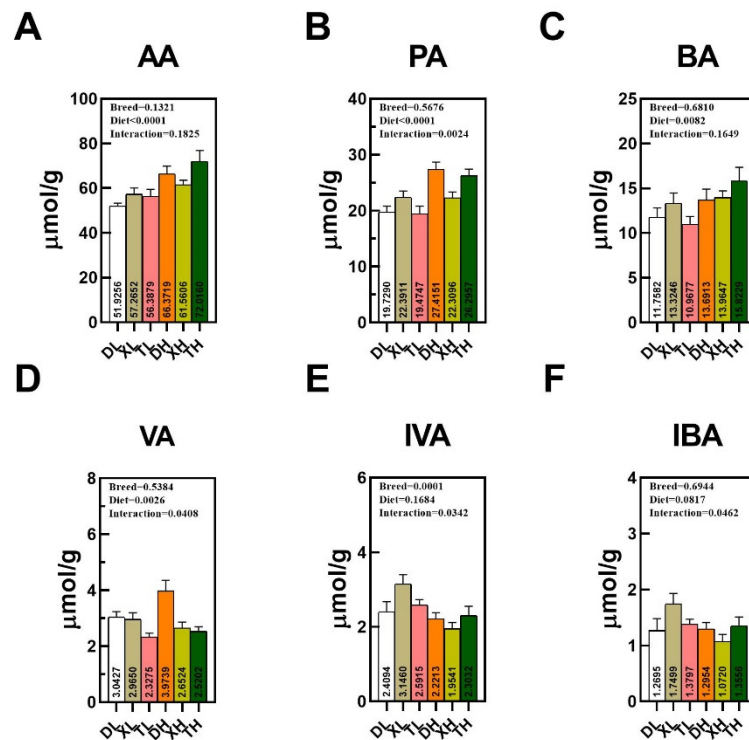 A
AA
μmol/g
100
80
60
40
20
0
Breed=0.1321
Diet<0.0001
Interaction=0.1825
51.9256
57.2652
56.3879
66.3719
61.5606
72.0160
DL
XL
TL
DH
XH
TH
B
PA
μmol/g
40
30
20
10
0
Breed=0.5676
Diet<0.0001
Interaction=0.0024
19.7290
22.3911
19.4747
27.4151
22.3096
26.2957
DL
XL
TL
DH
XH
TH
C
BA
μmol/g
25
20
15
10
5
0
Breed=0.6810
Diet=0.0082
Interaction=0.1649
11.7582
13.3246
10.9677
13.6913
13.9647
15.8229
DL
XL
TL
DH
XH
TH
D
VA
μmol/g
8
6
4
2
0
Breed=0.5384
Diet=0.0026
Interaction=0.0408
3.0427
2.9650
2.3275
3.9739
2.6524
2.5202
DL
XL
TL
DH
XH
TH
E
IVA
μmol/g
6
4
2
0
Breed=0.0001
Diet=0.1684
Interaction=0.0342
2.4094
3.1460
2.5915
2.2213
1.9541
2.3032
DL
XL
TL
DH
XH
TH
F
IBA
μmol/g
4
3
2
1
0
Breed=0.6944
Diet=0.0817
Interaction=0.0462
1.2695
1.7499
1.3797
1.2954
1.0720
1.3556
DL
XL
TL
DH
XH
TH